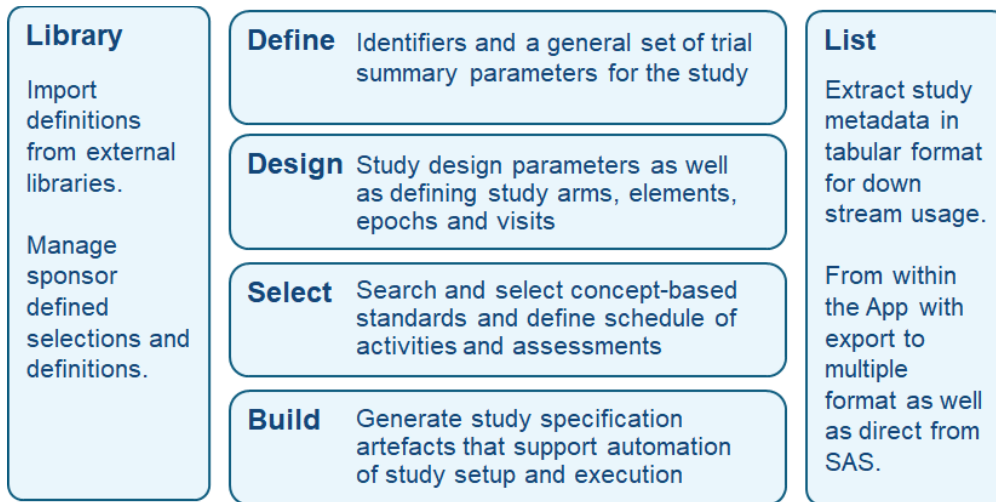 Library
Import
definitions
from external
libraries.
Manage
sponsor
defined
selections and
definitions.
Define Identifiers and a general set of trial
summary parameters for the study
Design Study design parameters as well
as defining study arms, elements,
epochs and visits
Select Search and select concept-based
standards and define schedule of
activities and assessments
Build Generate study specification
artefacts that support automation
of study setup and execution
List
Extract study
metadata in
tabular format
for down
stream usage.
From within
the App with
export to
multiple
format as well
as direct from
SAS.